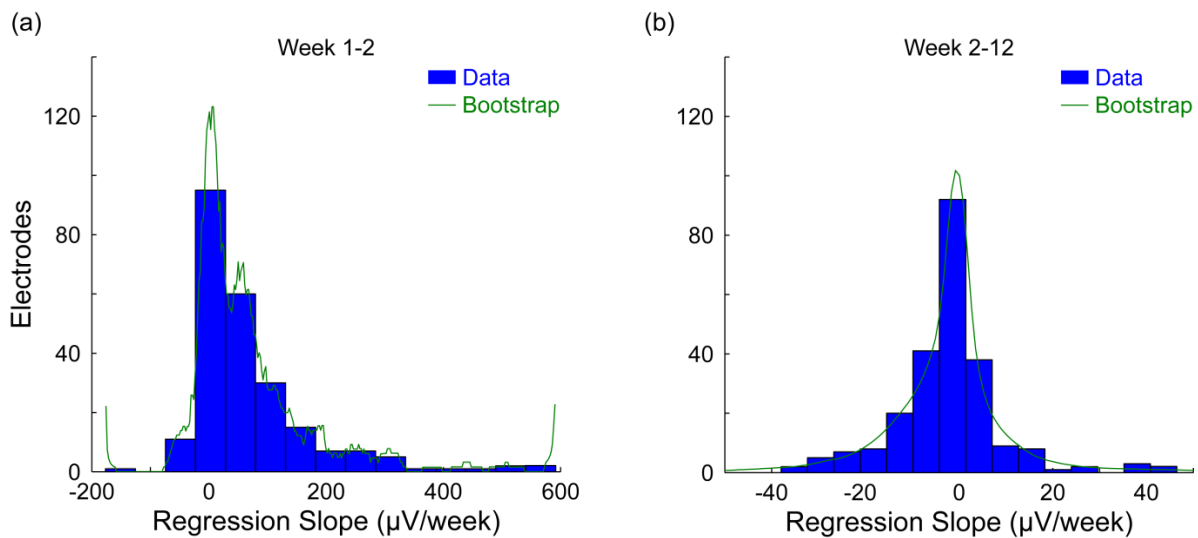 (a)
Week 1-2
Data
Bootstrap
Electrodes
120
80
40
0
-200
0
200
400
600
Regression Slope (µV/week)
(b)
Week 2-12
Data
Bootstrap
120
80
40
0
-40
-20
0
20
40
Regression Slope (µV/week)